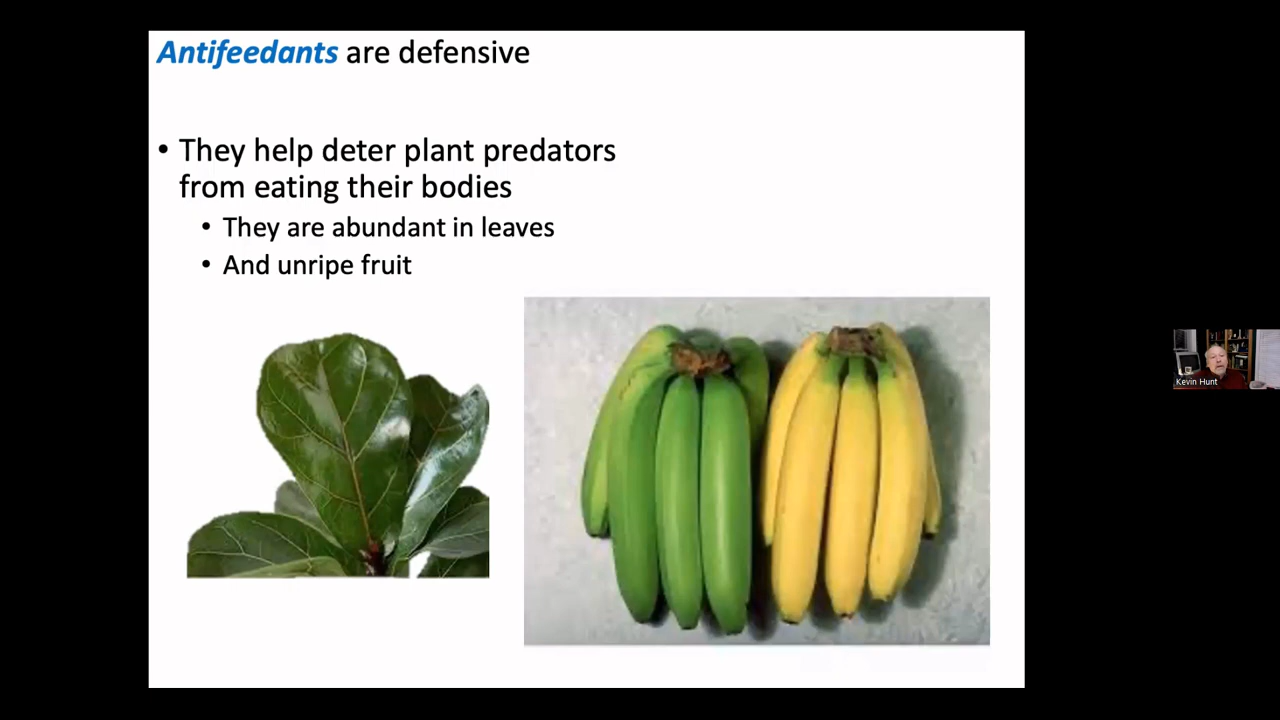 Antifeedants are defensive
• They help deter plant predators
from eating their bodies
• They are abundant in leaves
• And unripe fruit
Kevin Hunt